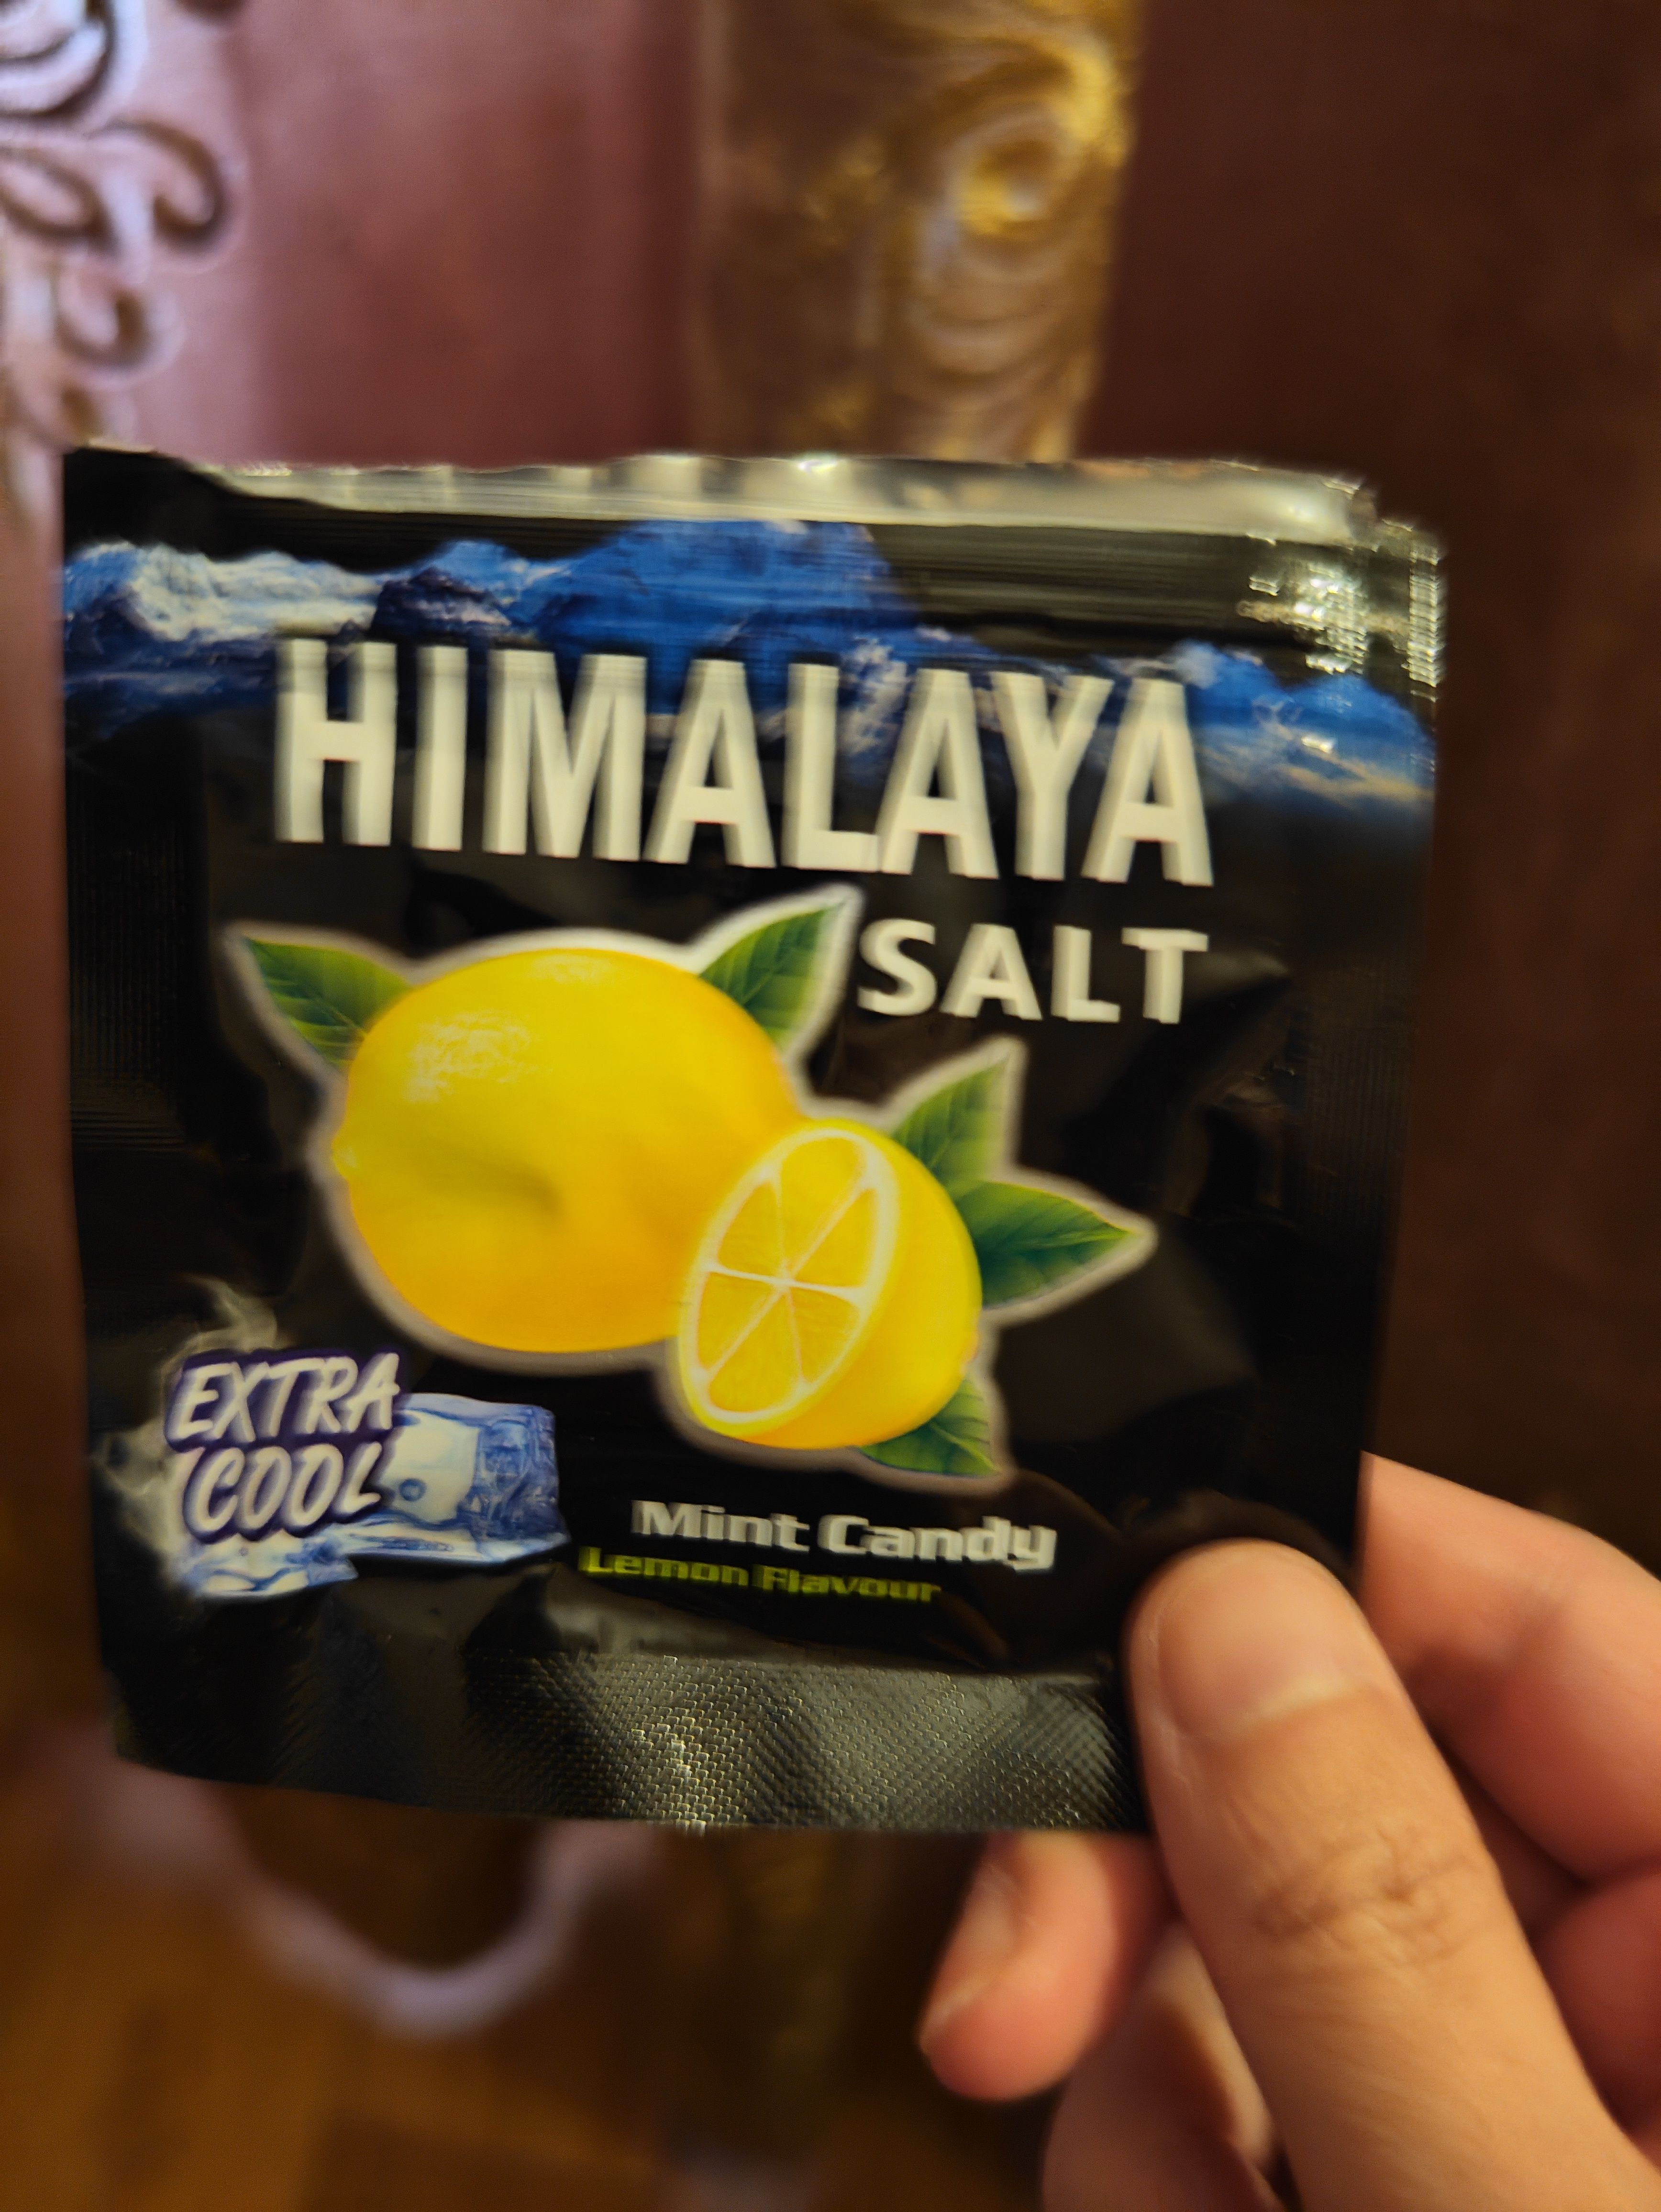 HIMALAYA
SALT
EXTRA
COOL
Mint Candy
Lemon Flavour